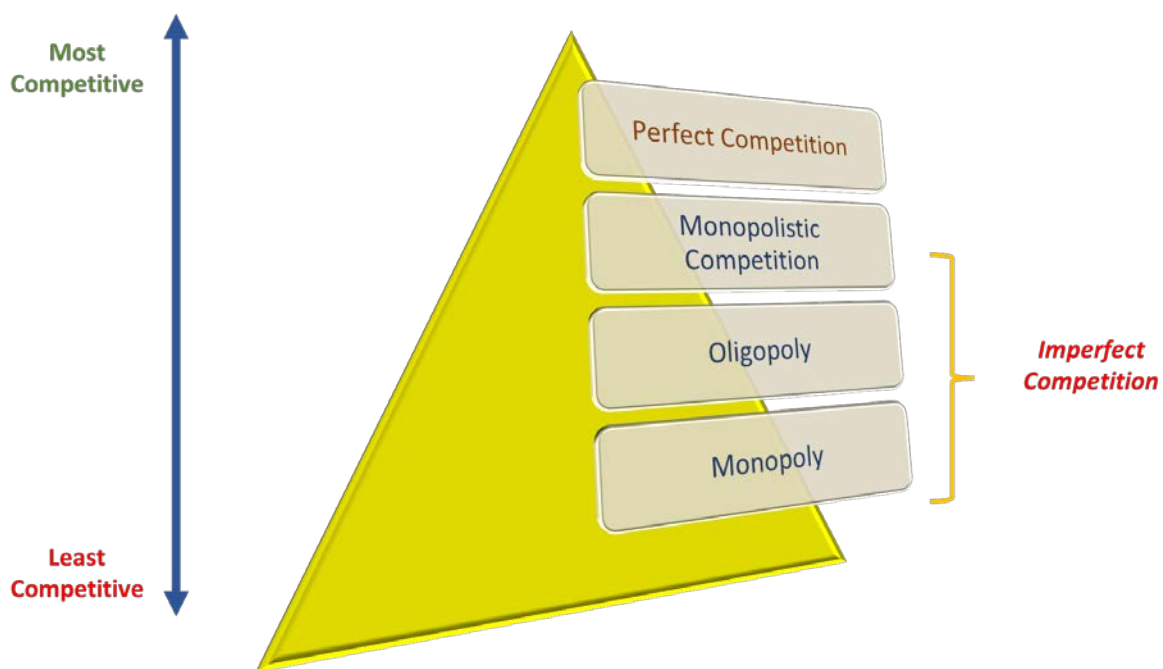 Most
Competitive
Perfect Competition
Monopolistic
Competition
Oligopoly
Imperfect
Competition
Monopoly
Least
Competitive